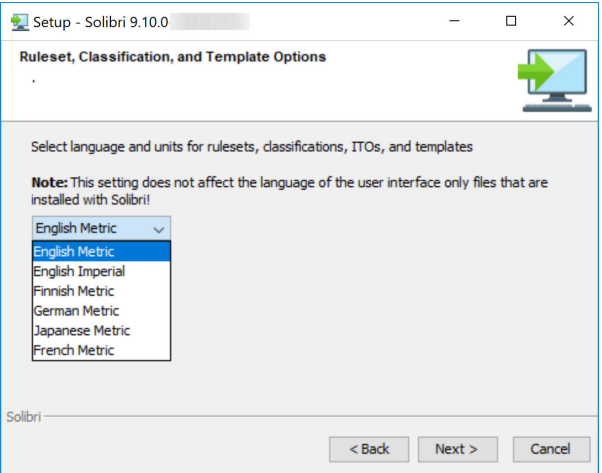 Setup - Solibri 9.10.0
Ruleset, Classification, and Template Options
.
Select language and units for rulesets, classifications, ITOs, and templates
Note: This setting does not affect the language of the user interface only files that are
installed with Solibri!
English Metric
English Metric
English Imperial
Finnish Metric
German Metric
Japanese Metric
French Metric
Solibri
< Back Next > Cancel